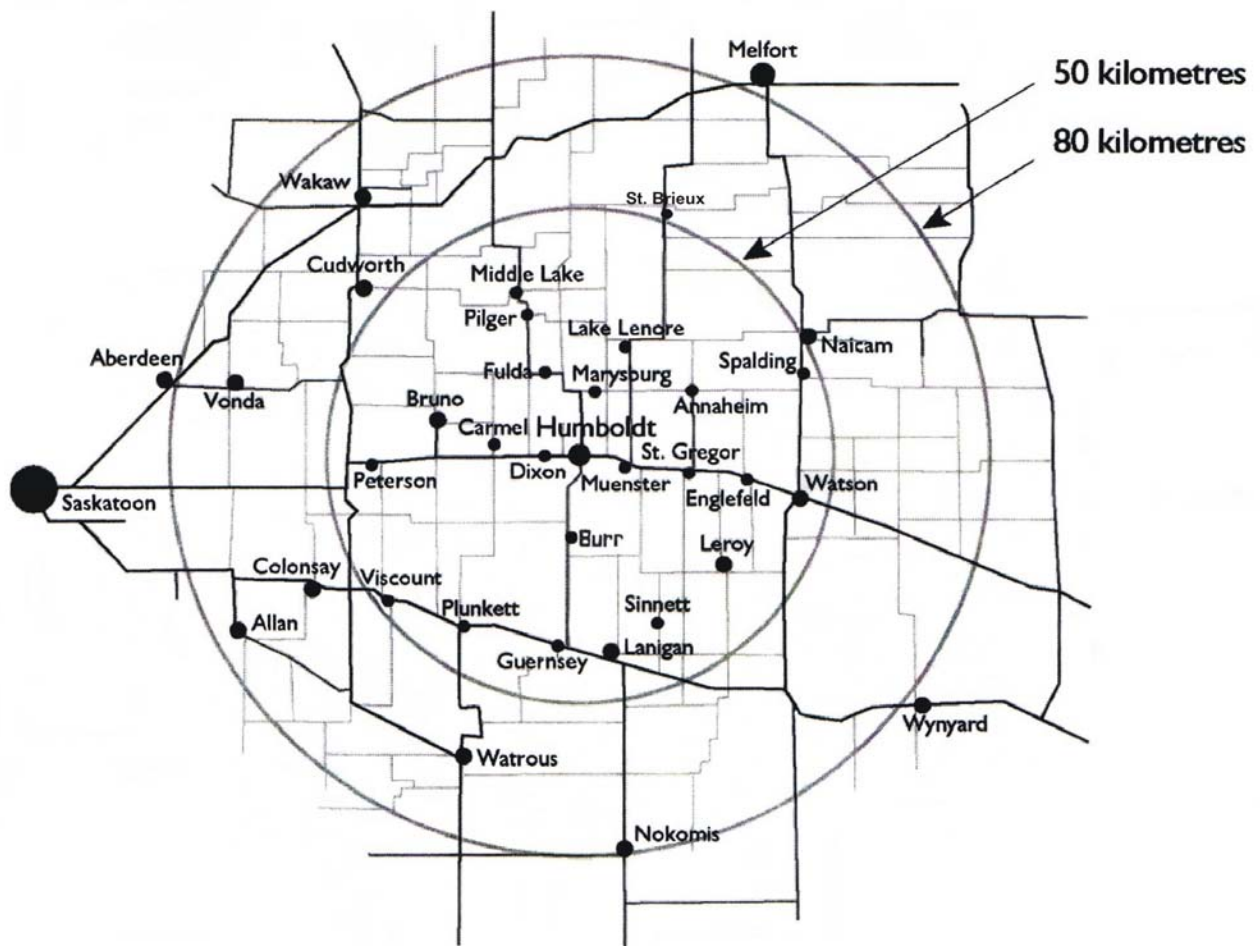 Melfort
50 kilometres
80 kilometres
Wakaw
St. Brieux
Cudworth
Middle Lake
Pilger
Lake Lenore
Naicam
Aberdeen
Spalding
Fulda
Marysburg
Vonda
Bruno
Annaheim
Carmel
Humboldt
St. Gregor
Dixon
Peterson
Muenster
Watson
Englefeld
Saskatoon
Burr
Leroy
Colonsay
Viscount
Sinnett
Plunkett
Allan
Lanigan
Guernsey
Wynyard
Watrous
Nokomis